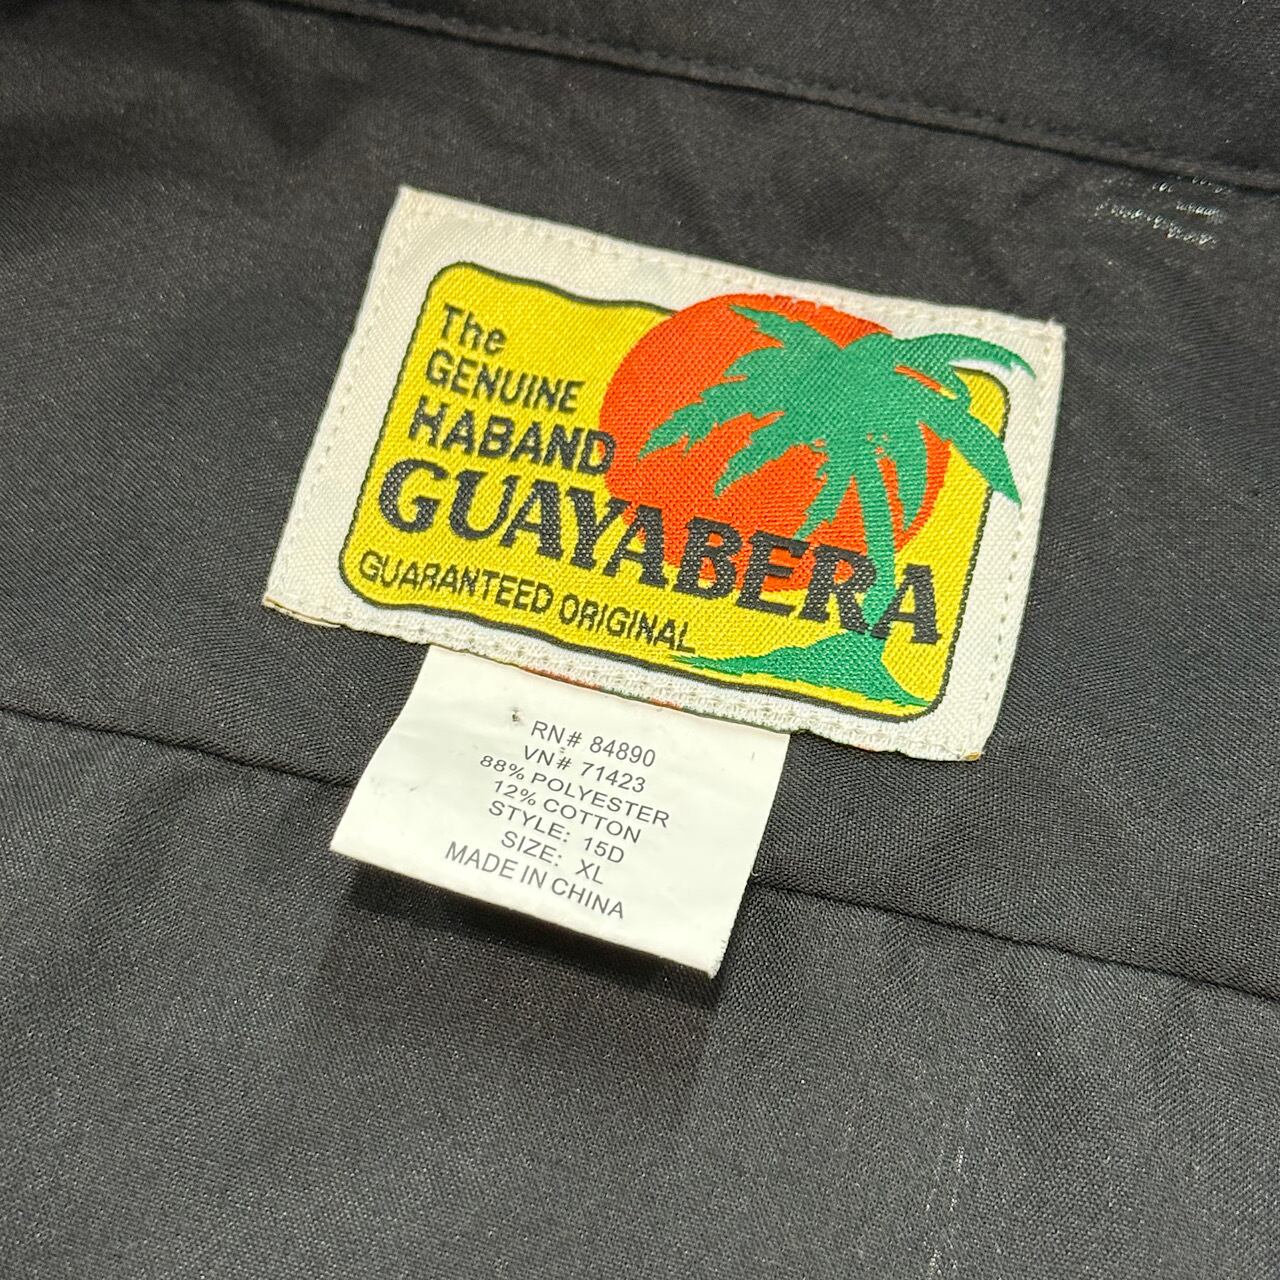 The
GENUINE
HABAND
GUAYABERA
GUARANTEED ORIGINAL
RN# 84890
VN# 71423
88% POLYESTER
12% COTTON
STYLE: 15D
SIZE: XL
MADE IN CHINA